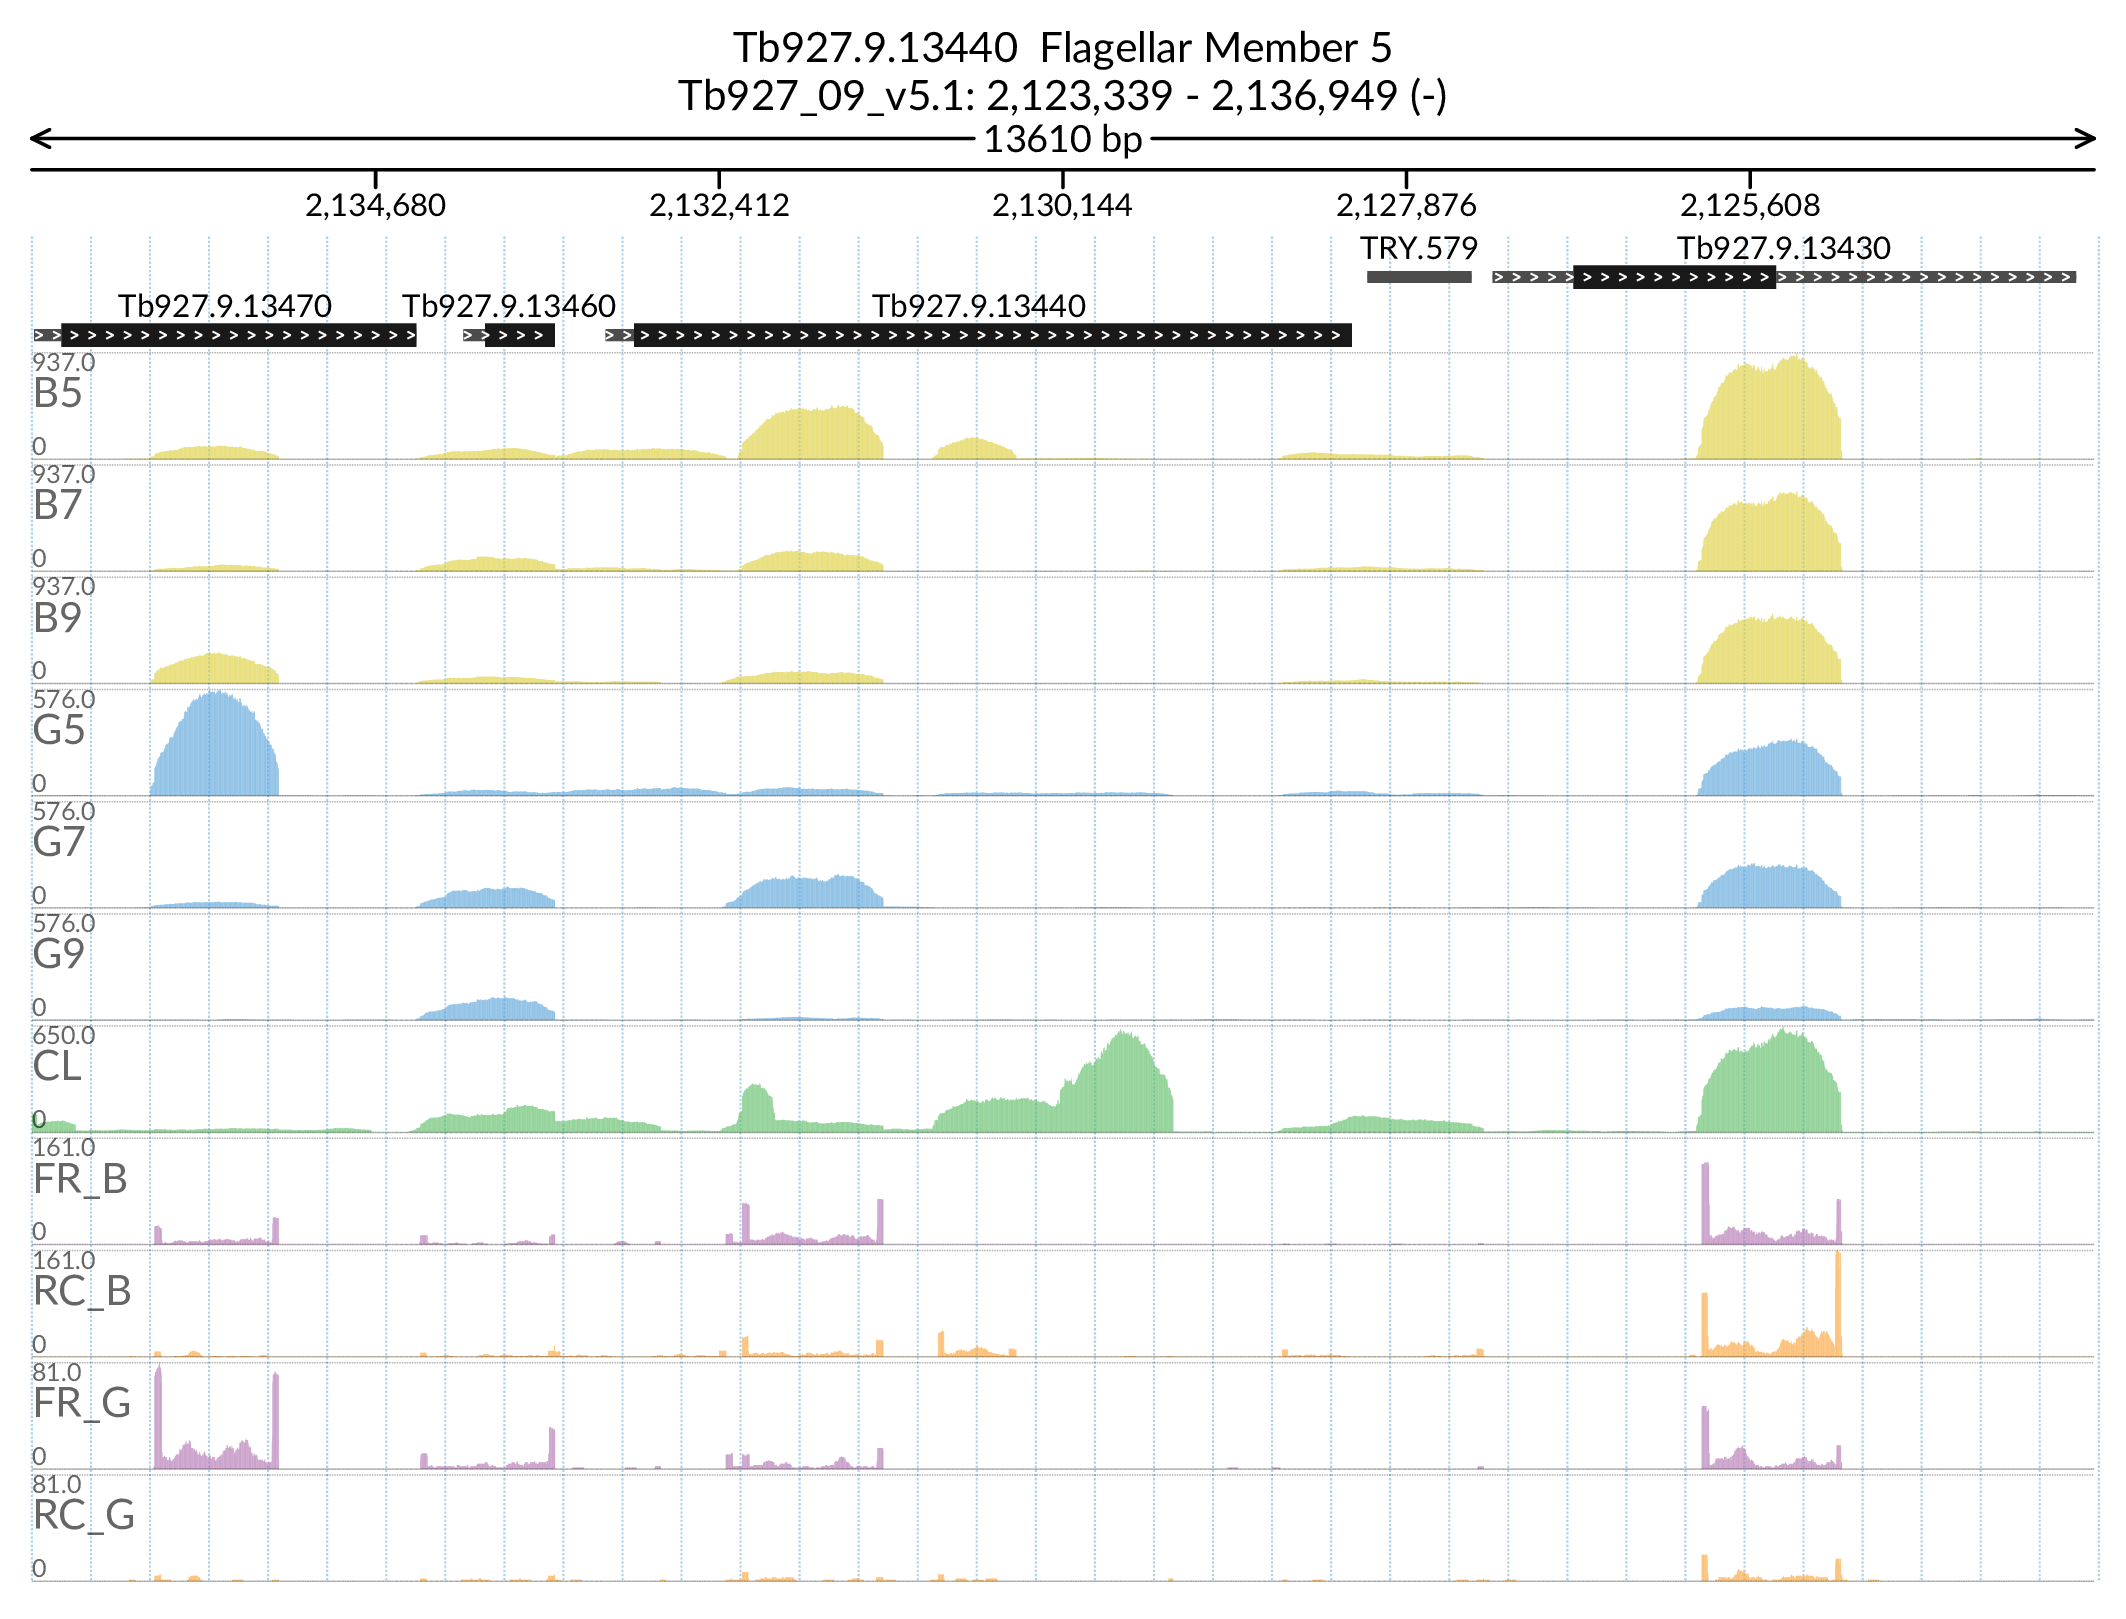 Tb927.9.13440  Flagellar Member 5
Tb927_09_v5.1: 2,123,339 - 2,136,949 (-)
13610 bp
2,134,680 2,132,412 2,130,144 2,127,876 2,125,608
TRY.579 Tb927.9.13430
Tb927.9.13470 Tb927.9.13460 Tb927.9.13440
937.0
B5
0
937.0
B7
0
937.0
B9
0
576.0
G5
0
576.0
G7
0
576.0
G9
0
650.0
CL
0
161.0
FR_B
0
161.0
RC_B
0
81.0
FR_G
0
81.0
RC_G
0